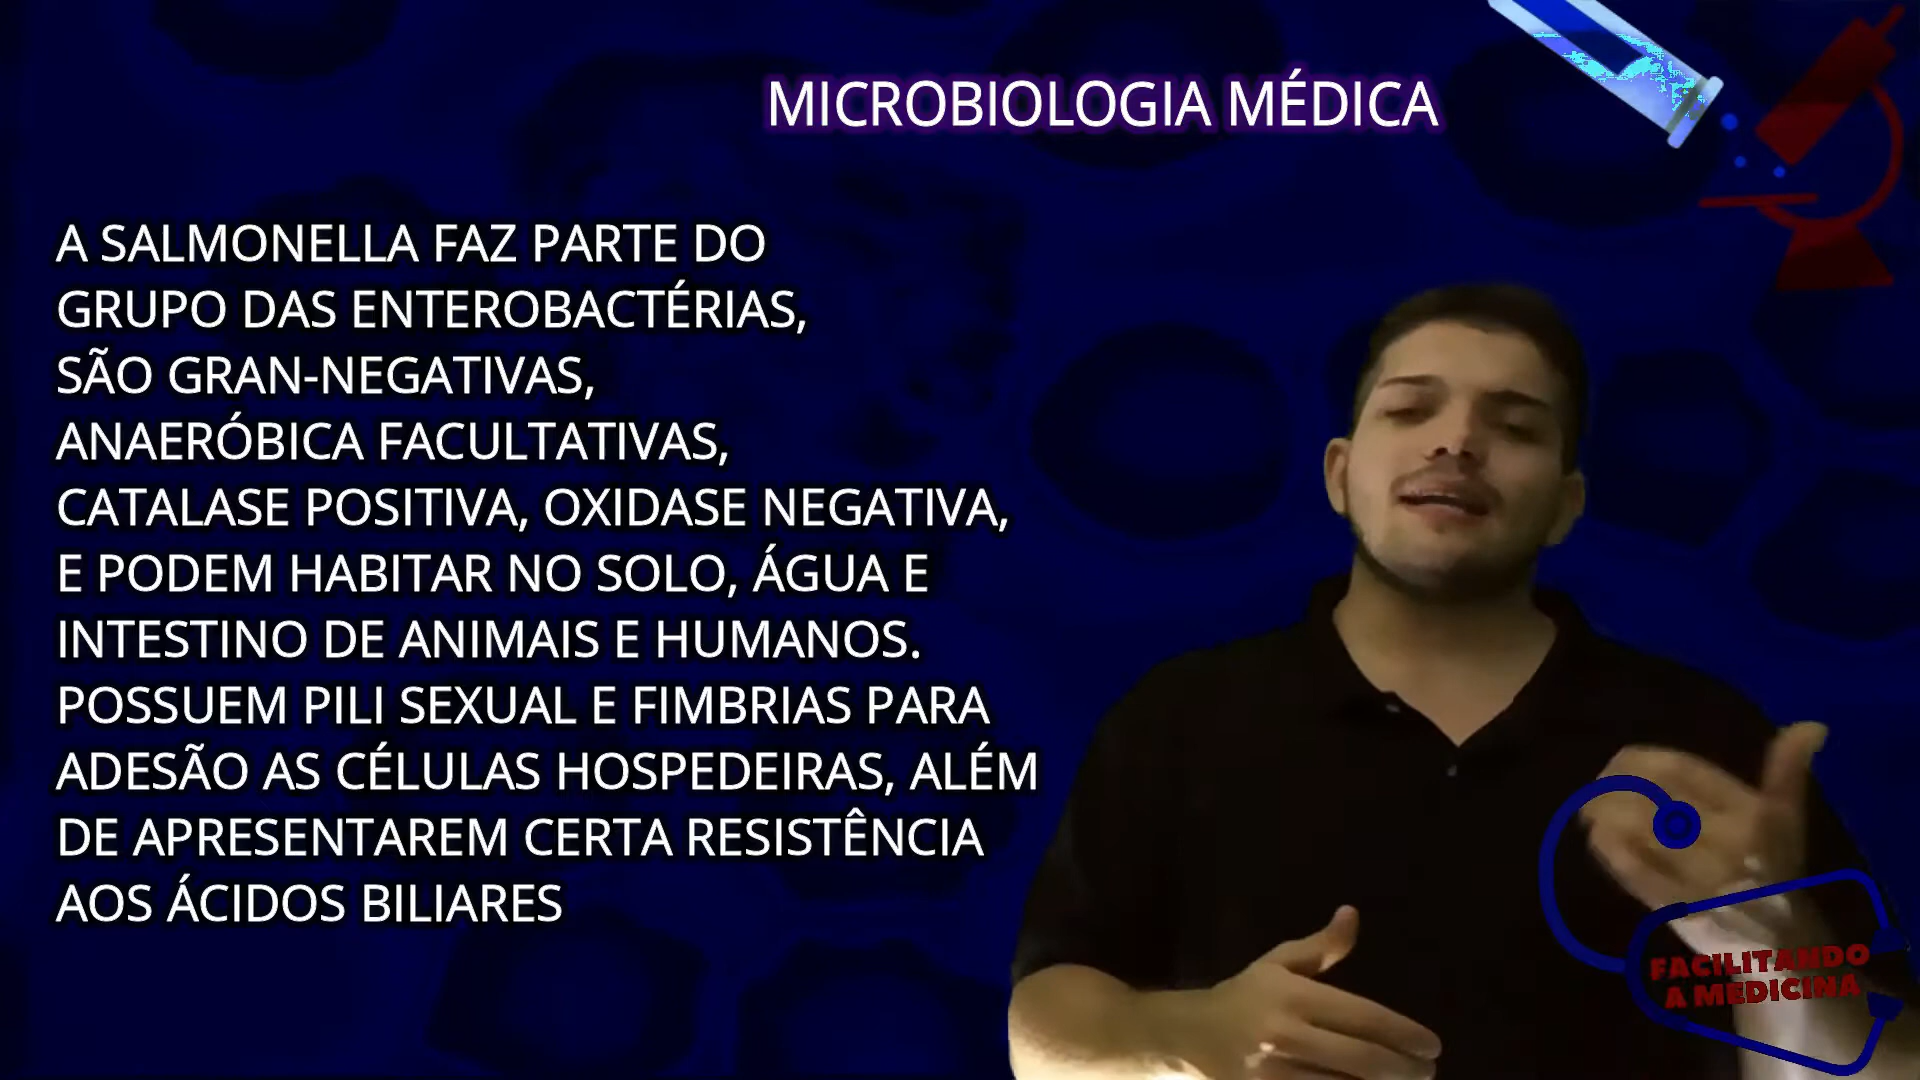 MICROBIOLOGIA MÉDICA
A SALMONELLA FAZ PARTE DO
GRUPO DAS ENTEROBACTÉRIAS,
SÃO GRAN-NEGATIVAS,
ANAERÓBICA FACULTATIVAS,
CATALASE POSITIVA, OXIDASE NEGATIVA,
E PODEM HABITAR NO SOLO, ÁGUA E
INTESTINO DE ANIMAIS E HUMANOS.
POSSUEM PILI SEXUAL E FIMBRIAS PARA
ADESÃO AS CÉLULAS HOSPEDEIRAS, ALÉM
DE APRESENTAREM CERTA RESISTÊNCIA
AOS ÁCIDOS BILIARES
FACILITANDO
A MEDICINA